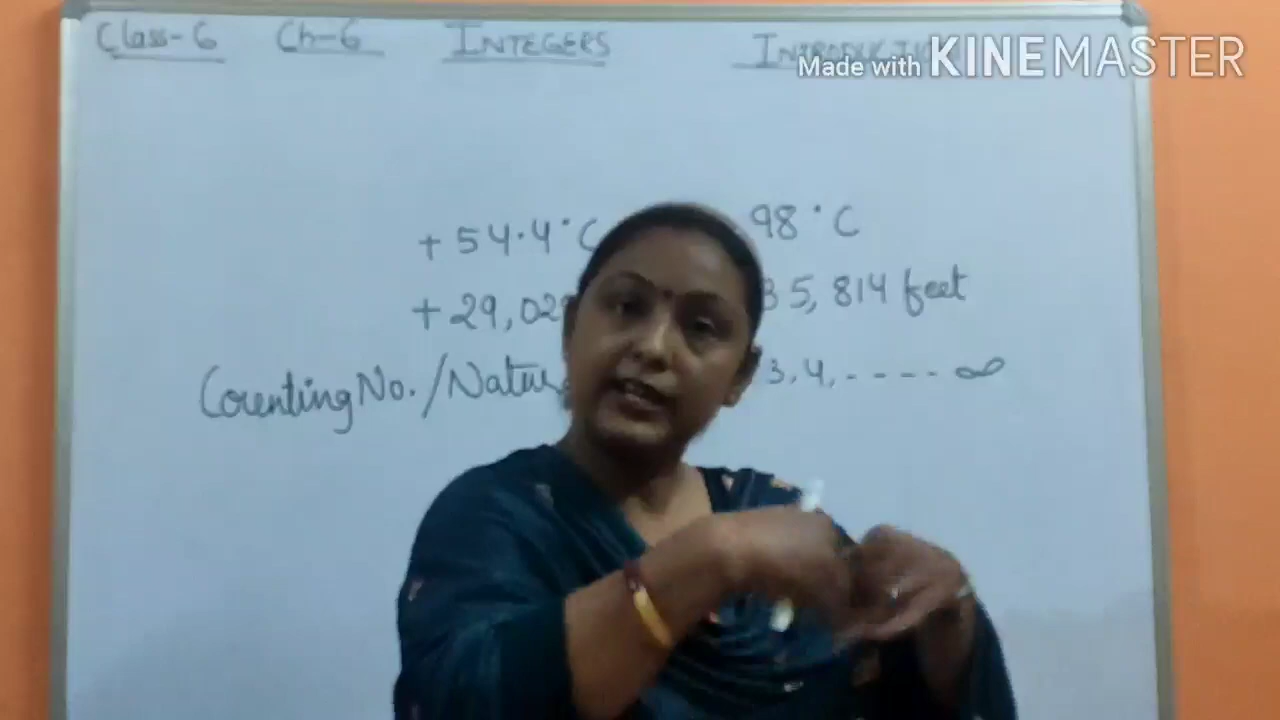 Class-6 Ch-6 INTEGERS
Made with KINEMASTER
+ 54.4°C 98°C
+ 29,02 35,814 feet
Counting No./Natur 3, 4, - - - - ∞